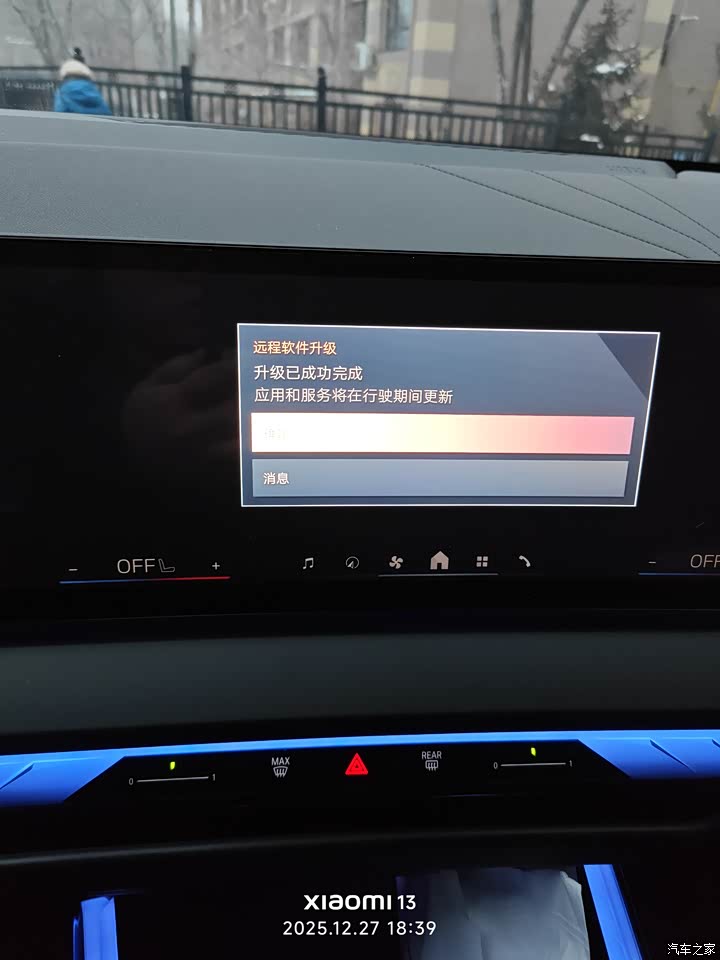 远程软件升级
升级已成功完成
应用和服务将在行驶期间更新
消息
− OFF +
− OFF
MAX
REAR
0 1
0 1
xiaomi 13
2025.12.27 18:39
汽车之家